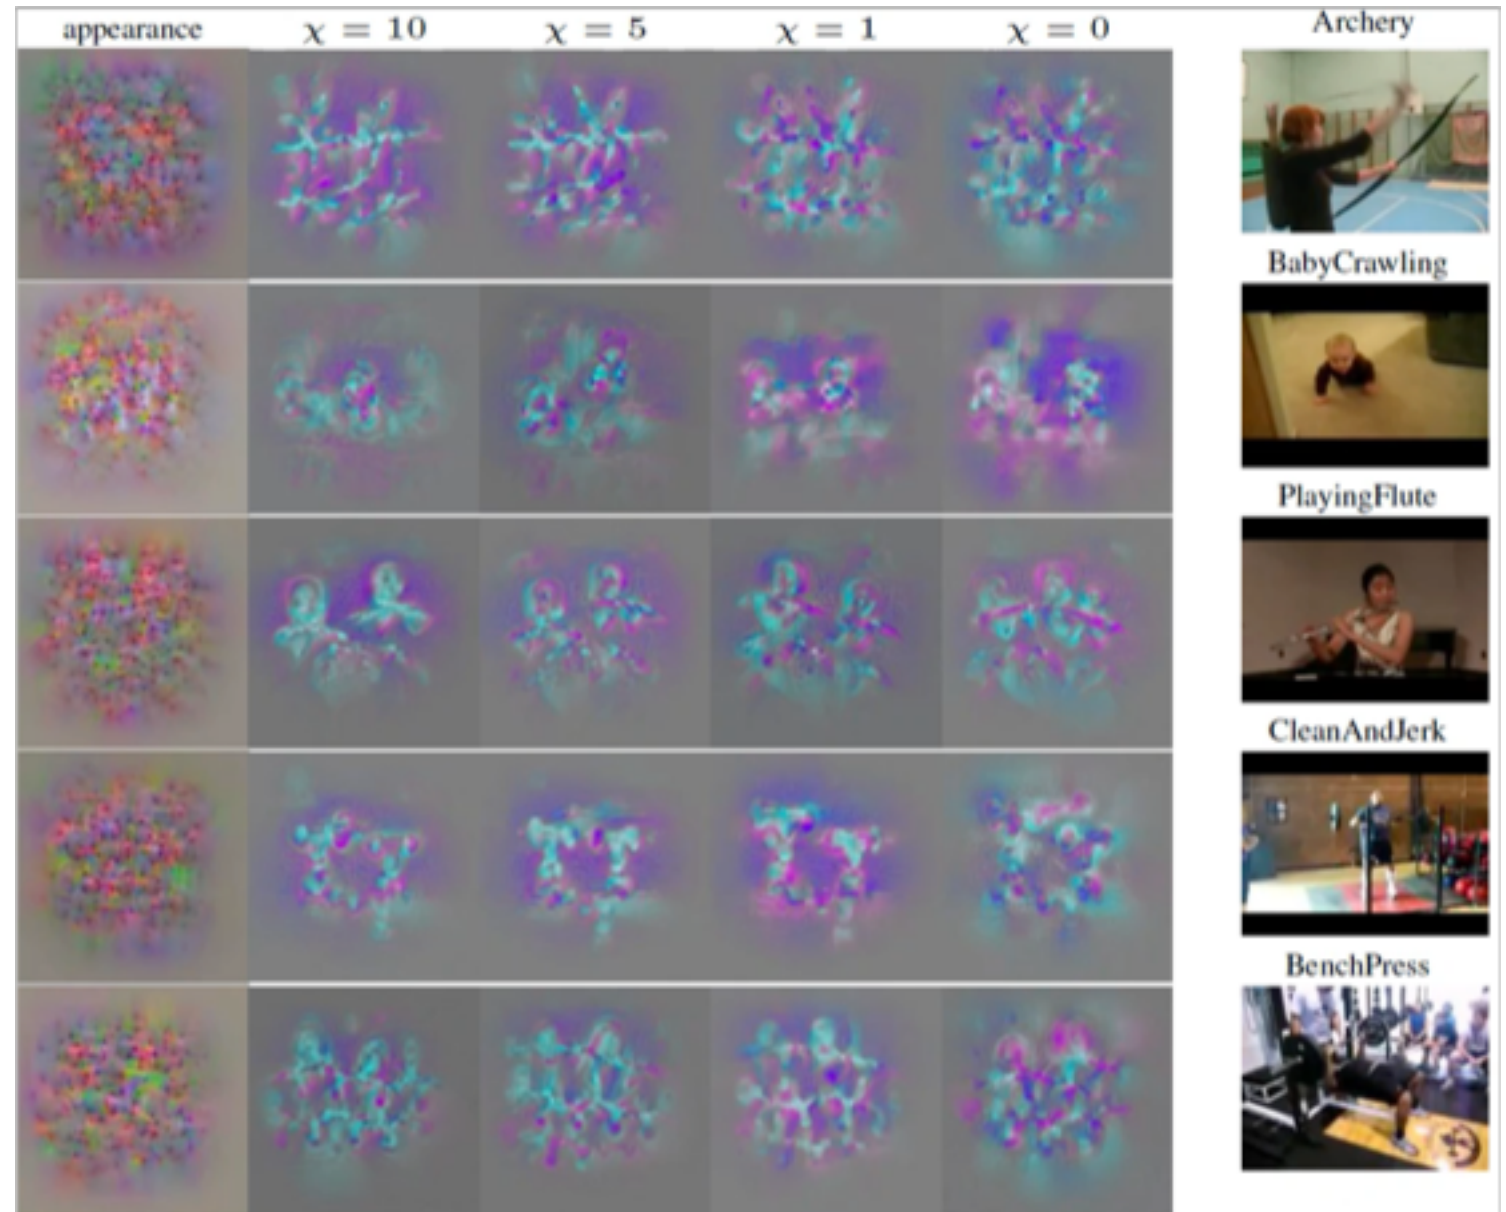 appearance χ = 10 χ = 5 χ = 1 χ = 0 Archery
BabyCrawling
PlayingFlute
CleanAndJerk
BenchPress